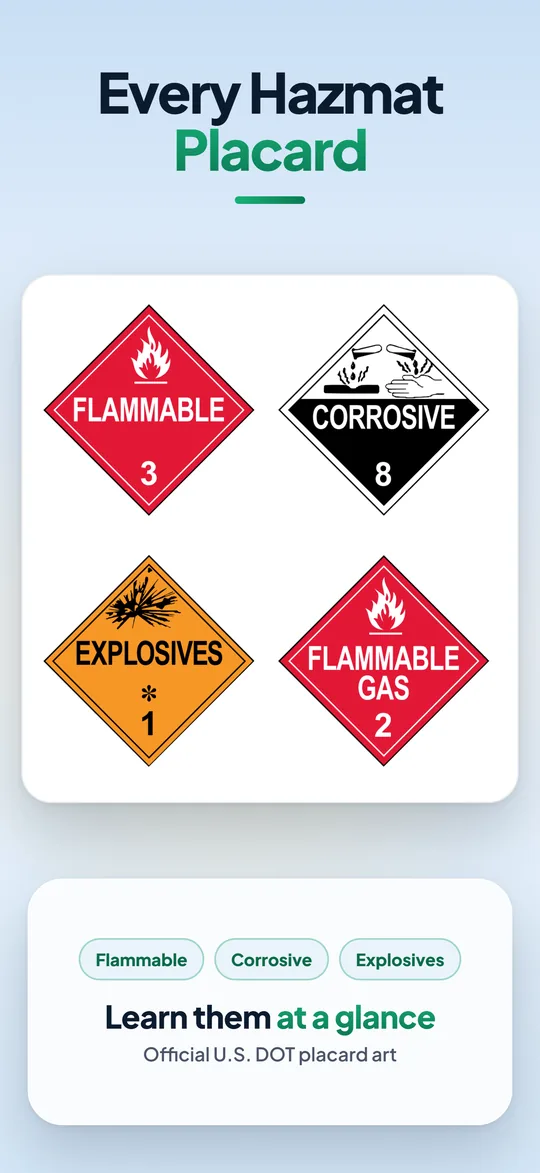 Every Hazmat
Placard
FLAMMABLE
3
CORROSIVE
8
EXPLOSIVES
*
1
FLAMMABLE
GAS
2
Flammable
Corrosive
Explosives
Learn them at a glance
Official U.S. DOT placard art